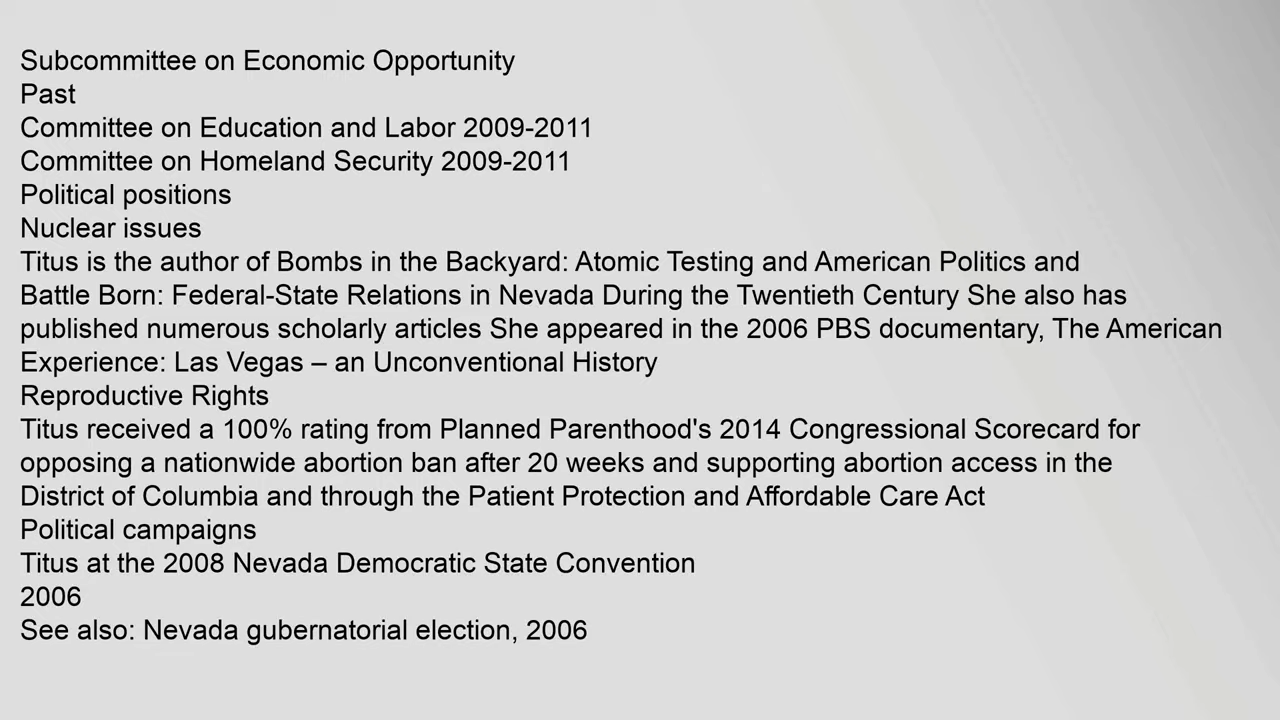 Subcommittee on Economic Opportunity
Past
Committee on Education and Labor 2009-2011
Committee on Homeland Security 2009-2011
Political positions
Nuclear issues
Titus is the author of Bombs in the Backyard: Atomic Testing and American Politics and
Battle Born: Federal-State Relations in Nevada During the Twentieth Century She also has
published numerous scholarly articles She appeared in the 2006 PBS documentary, The American
Experience: Las Vegas – an Unconventional History
Reproductive Rights
Titus received a 100% rating from Planned Parenthood's 2014 Congressional Scorecard for
opposing a nationwide abortion ban after 20 weeks and supporting abortion access in the
District of Columbia and through the Patient Protection and Affordable Care Act
Political campaigns
Titus at the 2008 Nevada Democratic State Convention
2006
See also: Nevada gubernatorial election, 2006